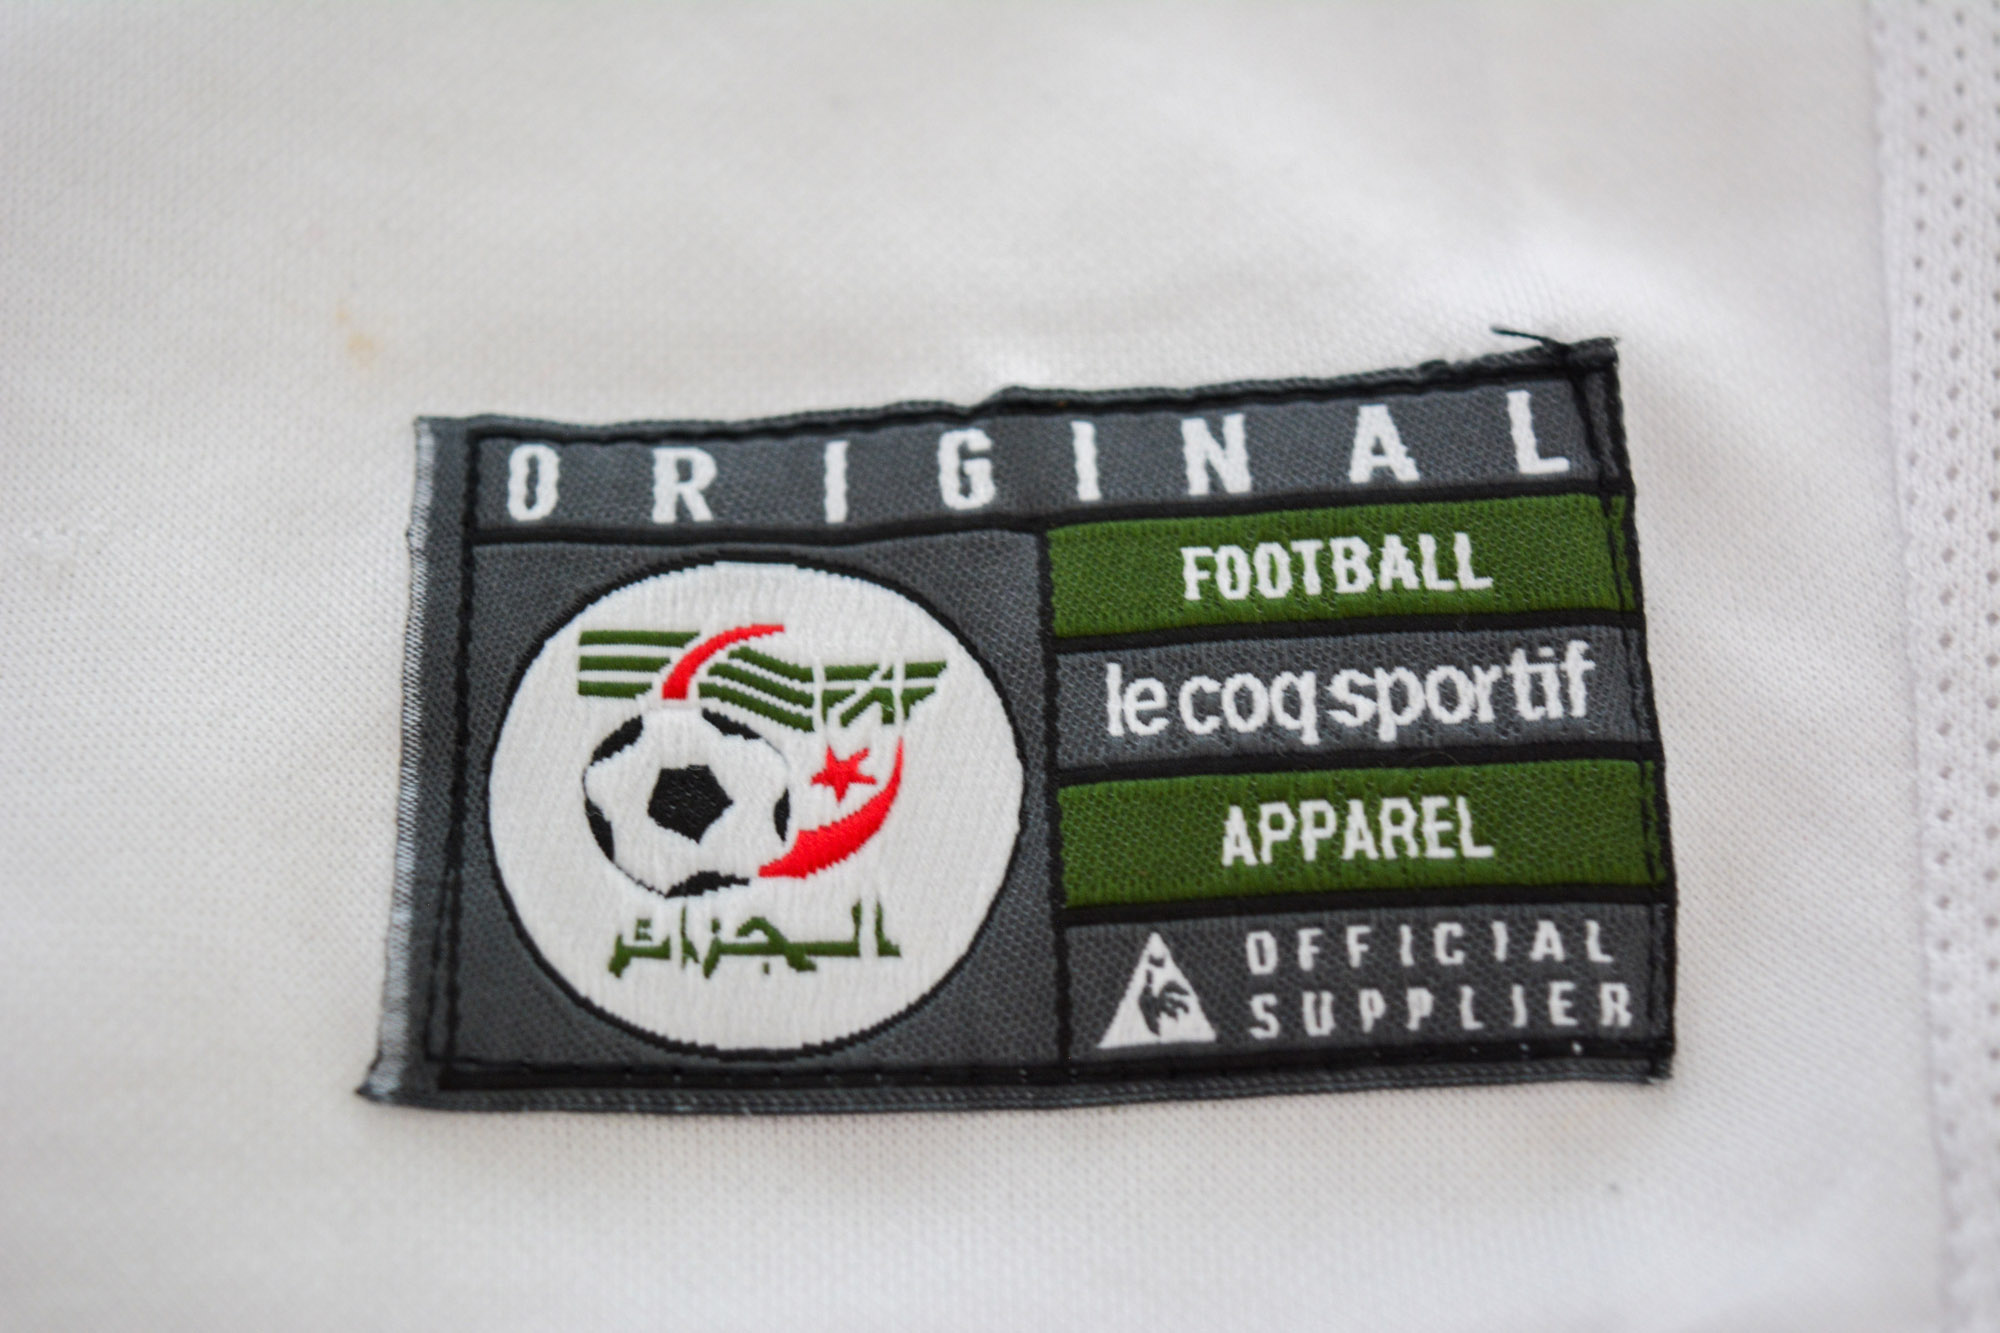 ORIGINAL
الجزائر
FOOTBALL
le coq sportif
APPAREL
OFFICIAL
SUPPLIER